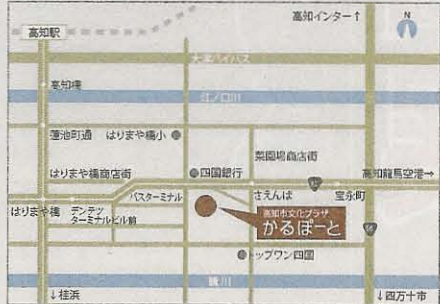 高知インター↑
N
高知駅
大津バイパス
高知橋
江ノ口川
蓮池町通
はりまや橋小
菜園場商店街
はりまや橋商店街
四国銀行
高知龍馬空港→
バスターミナル
さえんば
宝永町
はりまや橋
デンテツ
ターミナルビル前
高知市文化プラザ
かるぽーと
56
トップワン四国
鏡川
↓桂浜
↓四万十市